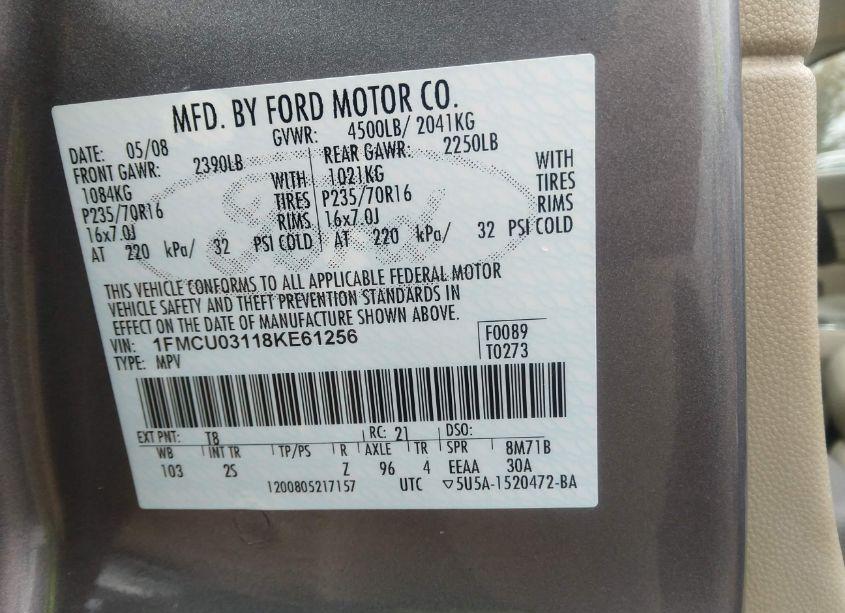 MFD. BY FORD MOTOR CO.
DATE: 05/08 GVWR: 4500LB/ 2041KG
FRONT GAWR: 2390LB REAR GAWR: 2250LB
1084KG WITH 1021KG WITH
P235/70R16 TIRES P235/70R16 TIRES
16x7.0J RIMS 16x7.0J RIMS
AT 220 kPa/ 32 PSI COLD AT 220 kPa/ 32 PSI COLD
THIS VEHICLE CONFORMS TO ALL APPLICABLE FEDERAL MOTOR
VEHICLE SAFETY AND THEFT PREVENTION STANDARDS IN
EFFECT ON THE DATE OF MANUFACTURE SHOWN ABOVE.
VIN: 1FMCU03118KE61256 F0089
TYPE: MPV T0273
EXT PNT: T8 RC: 21 DSO:
WB INT TR TP/PS R AXLE TR SPR 8M71B
103 2S Z 96 4 EEAA 30A
1200805217157 UTC ▽5U5A-1520472-BA